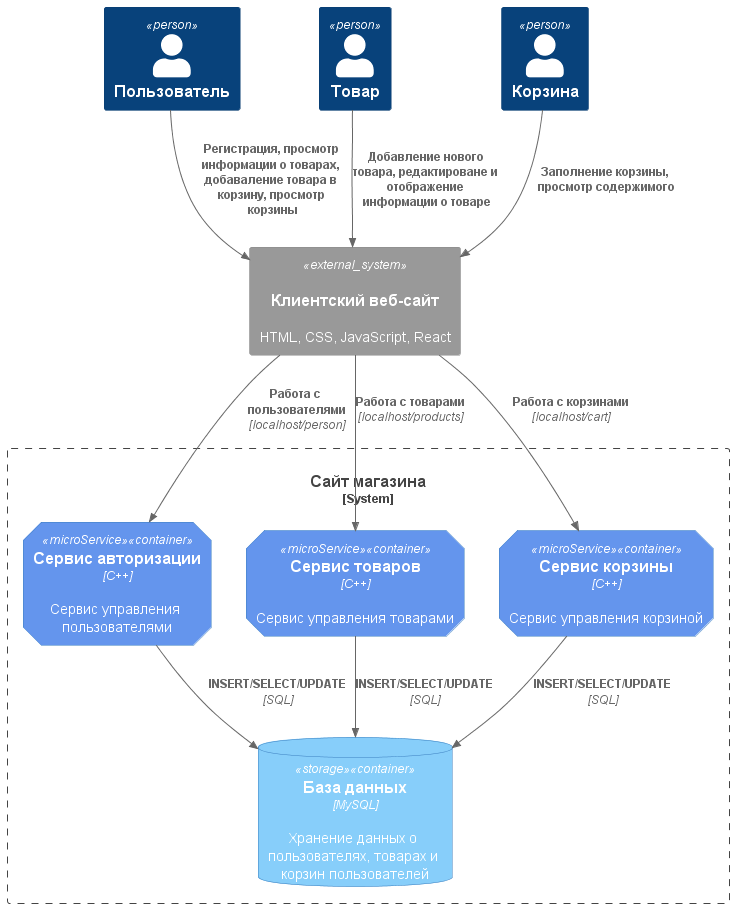 «person»
Пользователь
«person»
Товар
«person»
Корзина
Регистрация, просмотр
информации о товарах,
добаваление товара в
корзину, просмотр
корзины
Добавление нового
товара, редактироване и
отображение
информации о товаре
Заполнение корзины,
просмотр содержимого
«external_system»
Клиентский веб-сайт
HTML, CSS, JavaScript, React
Работа с
пользователями
[localhost/person]
Работа с товарами
[localhost/products]
Работа с корзинами
[localhost/cart]
Сайт магазина
[System]
«microService»«container»
Сервис авторизации
[C++]
Сервис управления
пользователями
«microService»«container»
Сервис товаров
[C++]
Сервис управления товарами
«microService»«container»
Сервис корзины
[C++]
Сервис управления корзиной
INSERT/SELECT/UPDATE
[SQL]
INSERT/SELECT/UPDATE
[SQL]
INSERT/SELECT/UPDATE
[SQL]
«storage»«container»
База данных
[MySQL]
Хранение данных о
пользователях, товарах и
корзин пользователей